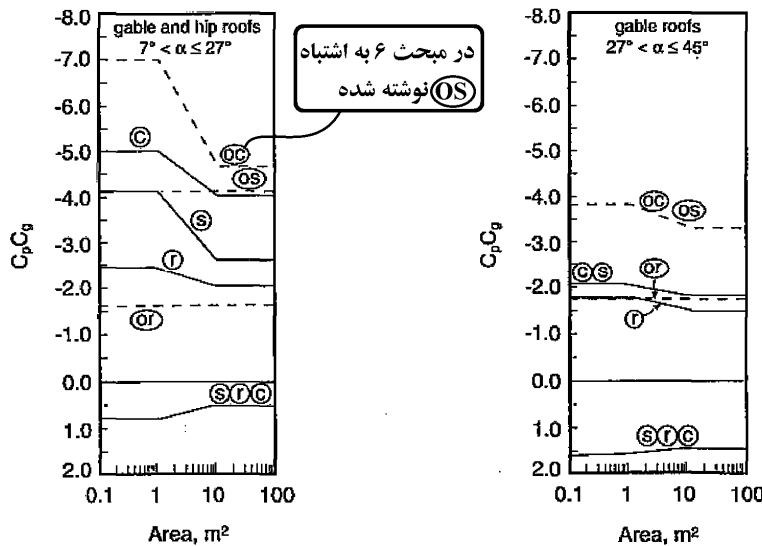 gable and hip roofs
7° < α ≤ 27°
-8.0
-7.0
-6.0
-5.0
-4.0
-3.0
-2.0
-1.0
0.0
1.0
2.0
CpCg
C
OC
OS
S
r
or
S r C
0.1 1 10 100
Area, m²
در مبحث ۶ به اشتباه
OS نوشته شده
gable roofs
27° < α ≤ 45°
-8.0
-7.0
-6.0
-5.0
-4.0
-3.0
-2.0
-1.0
0.0
1.0
2.0
CpCg
OC OS
C S
or
r
S r C
0.1 1 10 100
Area, m²